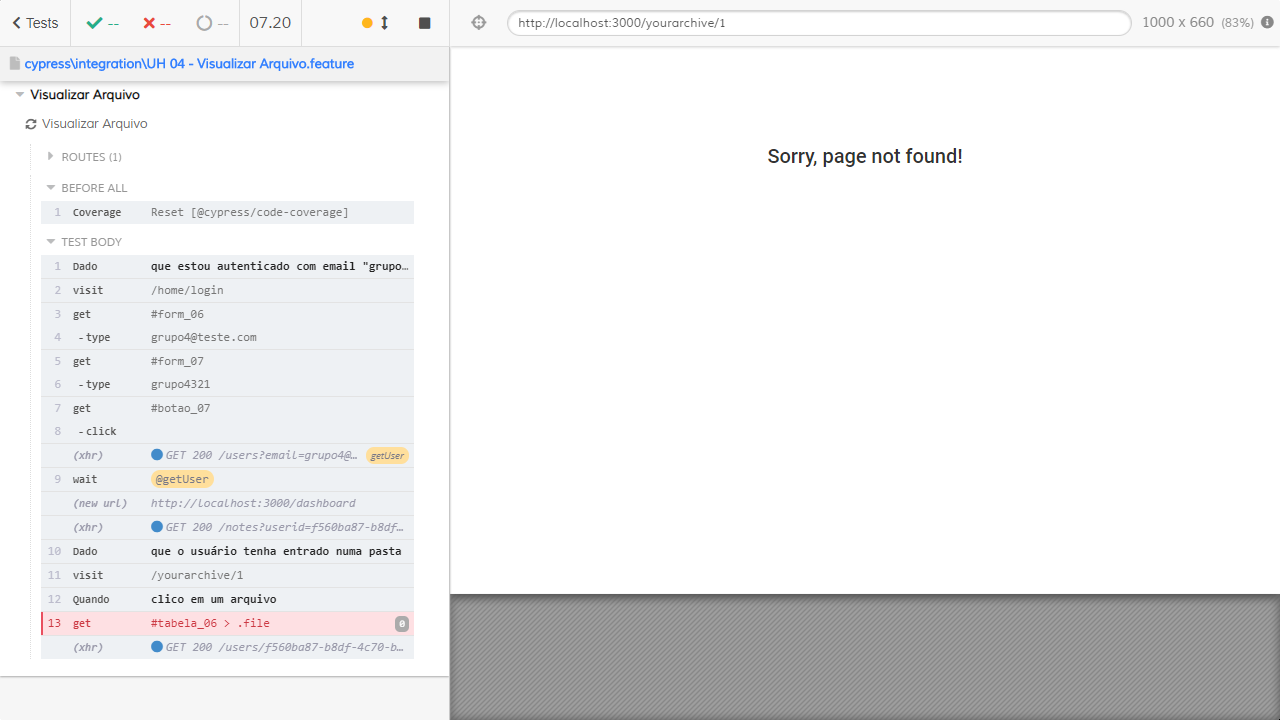 Tests
--
--
--
07.20
http://localhost:3000/yourarchive/1
1000 x 660 (83%)
cypress\integration\UH 04 - Visualizar Arquivo.feature
Visualizar Arquivo
Visualizar Arquivo
ROUTES (1)
BEFORE ALL
1 Coverage Reset [@cypress/code-coverage]
TEST BODY
1 Dado que estou autenticado com email "grupo…
2 visit /home/login
3 get #form_06
4 -type grupo4@teste.com
5 get #form_07
6 -type grupo4321
7 get #botao_07
8 -click
(xhr) GET 200 /users?email=grupo4@… getUser
9 wait @getUser
(new url) http://localhost:3000/dashboard
(xhr) GET 200 /notes?userid=f560ba87-b8df…
10 Dado que o usuário tenha entrado numa pasta
11 visit /yourarchive/1
12 Quando clico em um arquivo
13 get #tabela_06 > .file 0
(xhr) GET 200 /users/f560ba87-b8df-4c70-b…
Sorry, page not found!